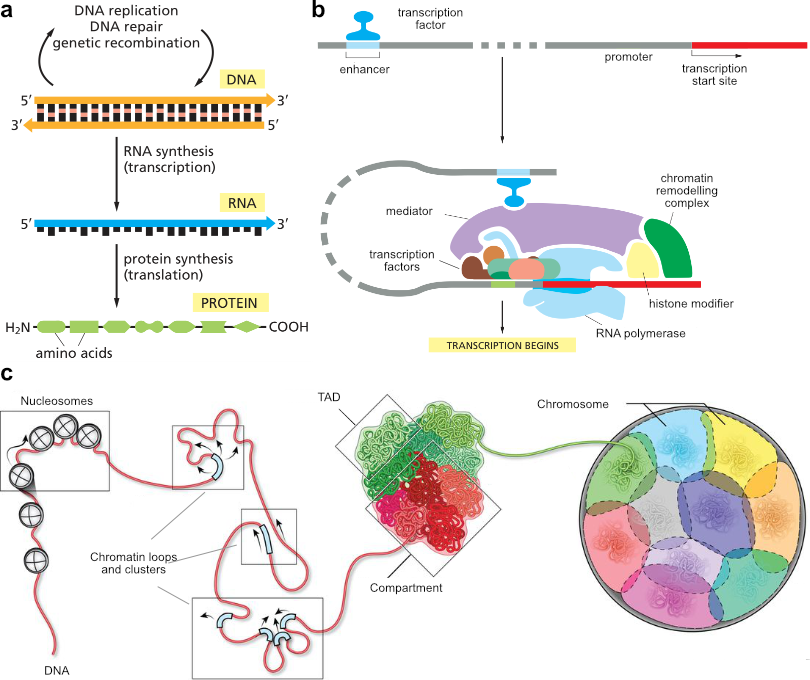 a
DNA replication
DNA repair
genetic recombination
DNA
5′ 3′
3′ 5′
RNA synthesis
(transcription)
RNA
5′ 3′
protein synthesis
(translation)
PROTEIN
H₂N COOH
amino acids
b
transcription
factor
enhancer
promoter
transcription
start site
chromatin
remodelling
complex
mediator
transcription
factors
histone modifier
RNA polymerase
TRANSCRIPTION BEGINS
c
Nucleosomes
TAD
Chromosome
Chromatin loops
and clusters
Compartment
DNA